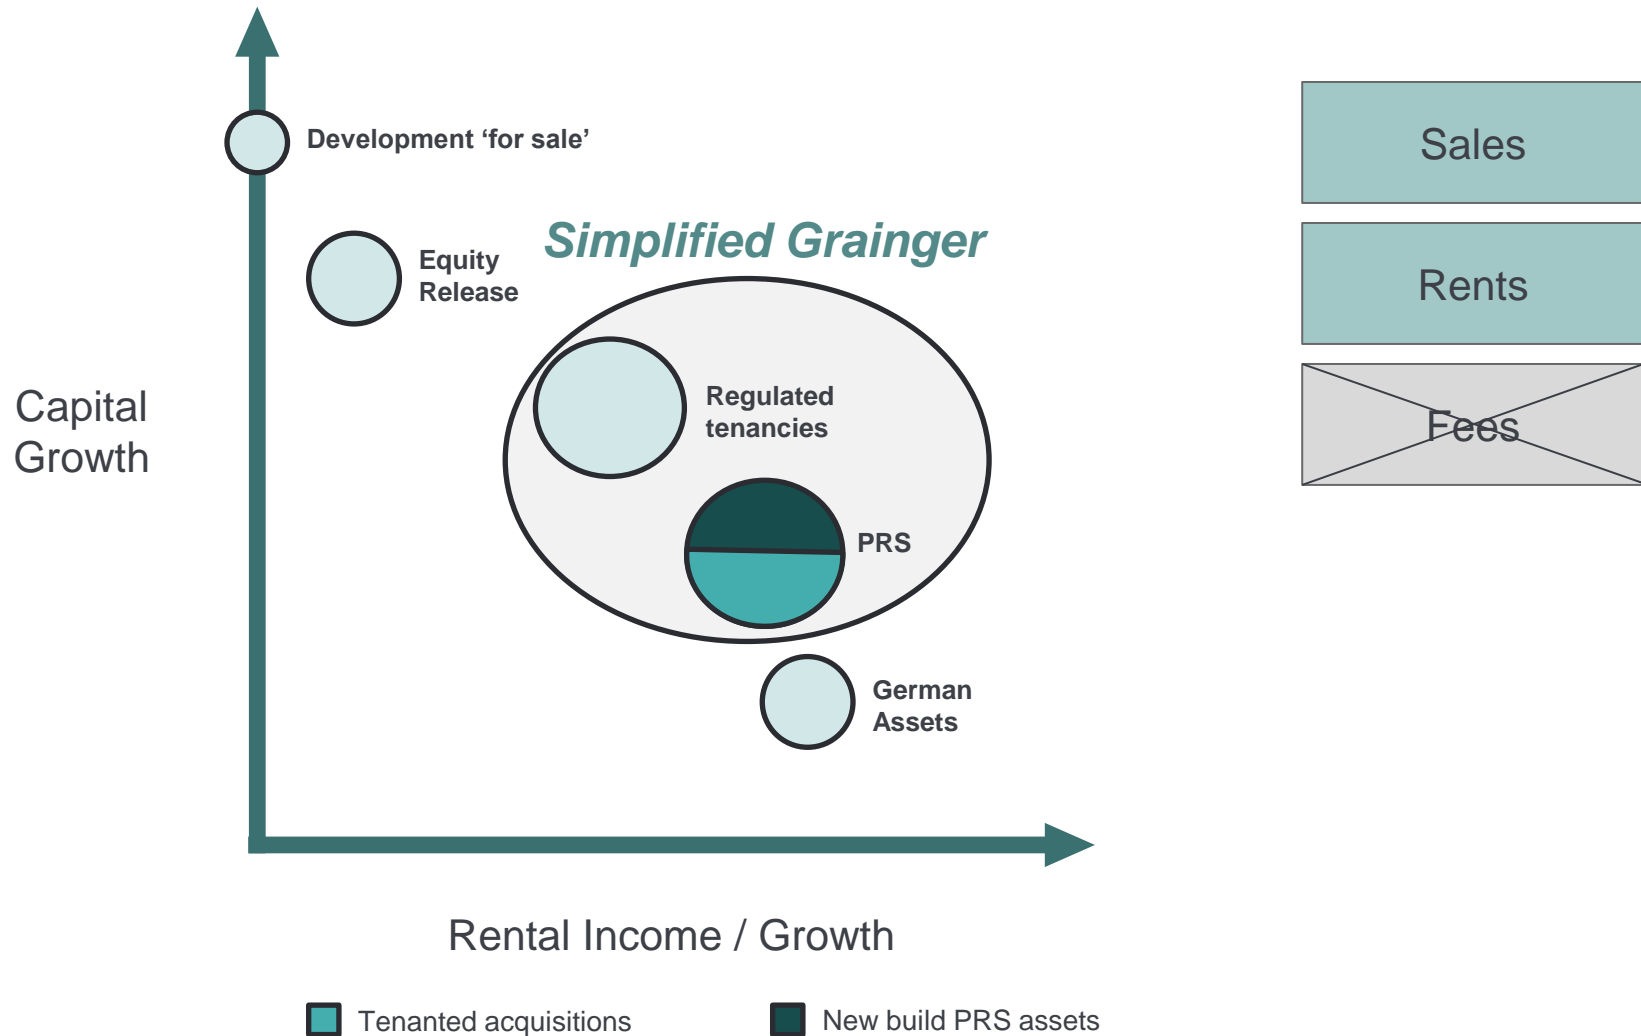 Development ‘for sale’
Sales
Simplified Grainger
Equity
Release
Rents
Capital
Growth
Regulated
tenancies
Fees
PRS
German
Assets
Rental Income / Growth
Tenanted acquisitions
New build PRS assets